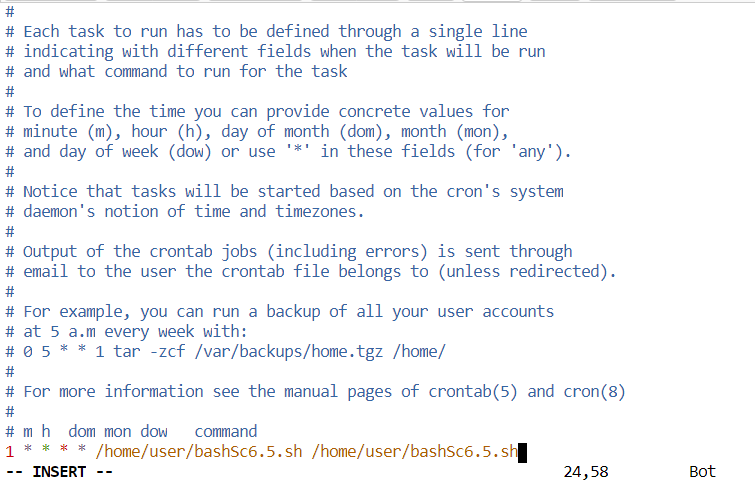 #
# Each task to run has to be defined through a single line
# indicating with different fields when the task will be run
# and what command to run for the task
#
# To define the time you can provide concrete values for
# minute (m), hour (h), day of month (dom), month (mon),
# and day of week (dow) or use '*' in these fields (for 'any').
#
# Notice that tasks will be started based on the cron's system
# daemon's notion of time and timezones.
#
# Output of the crontab jobs (including errors) is sent through
# email to the user the crontab file belongs to (unless redirected).
#
# For example, you can run a backup of all your user accounts
# at 5 a.m every week with:
# 0 5 * * 1 tar -zcf /var/backups/home.tgz /home/
#
# For more information see the manual pages of crontab(5) and cron(8)
#
# m h  dom mon dow   command
1 * * * * /home/user/bashSc6.5.sh /home/user/bashSc6.5.sh
-- INSERT -- 24,58 Bot